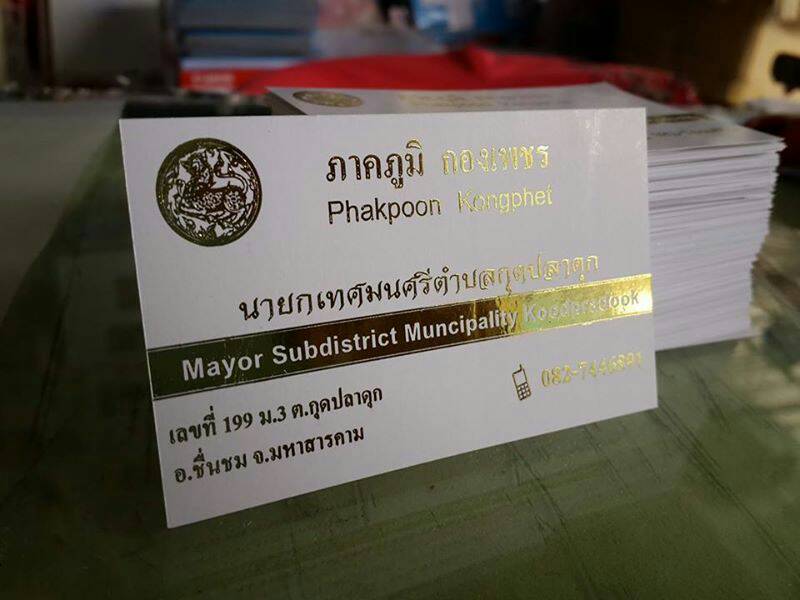 ภาคภูมิ กองเพชร
Phakpoon Kongphet
นายกเทศมนศรีตำบลกุดปลาดุก
Mayor Subdistrict Muncipality
082-7446891
เลขที่ 199 ม.3 ต.กุดปลาดุก
อ.ชื่นชม จ.มหาสารคาม